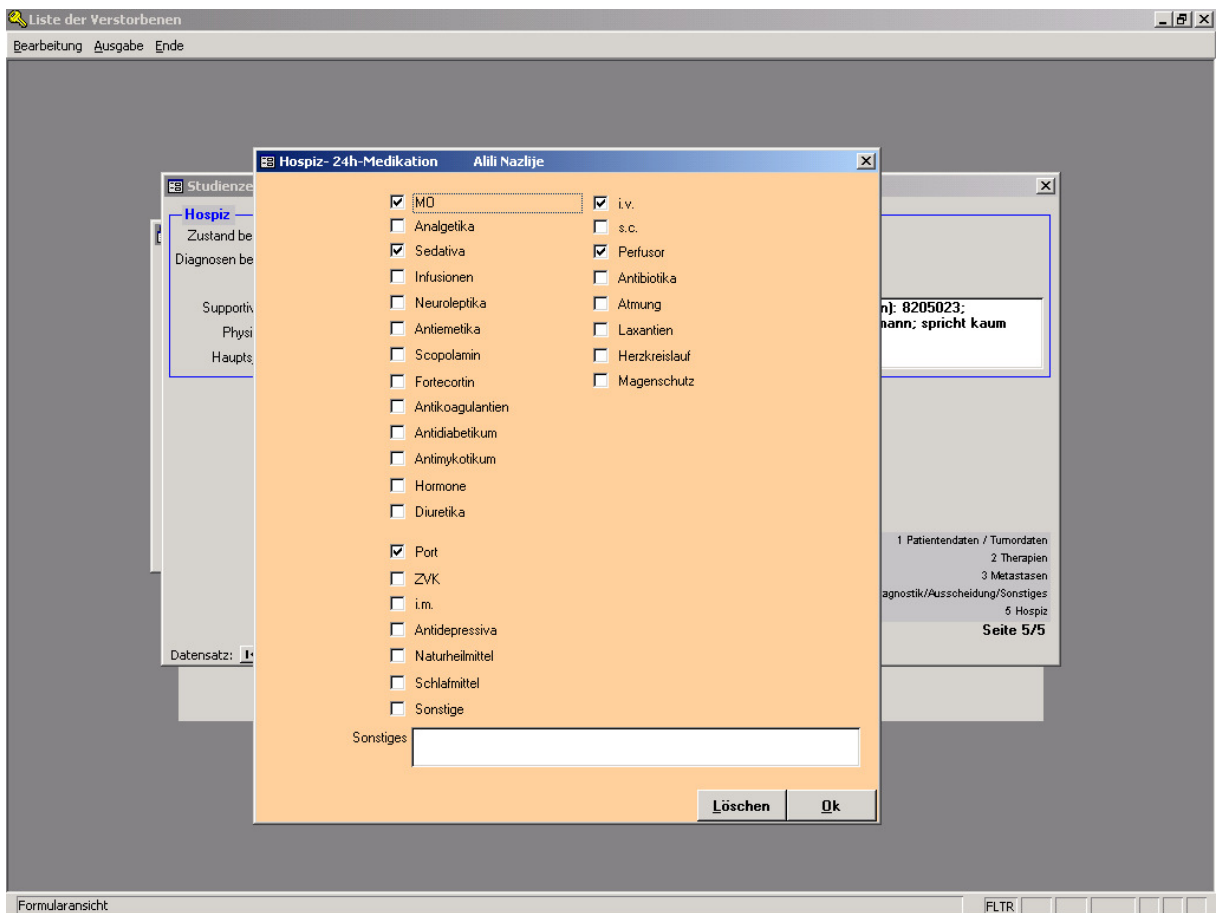 Liste der Verstorbenen
Bearbeitung Ausgabe Ende
Hospiz- 24h-Medikation Alili Nazlije
Studienze
Hospiz
Zustand be
Diagnosen be
Supportiv
Physi
Haupts
n): 8205023;
mann; spricht kaum
MO
Analgetika
Sedativa
Infusionen
Neuroleptika
Antiemetika
Scopolamin
Fortecortin
Antikoagulantien
Antidiabetikum
Antimykotikum
Hormone
Diuretika
Port
ZVK
i.m.
Antidepressiva
Naturheilmittel
Schlafmittel
Sonstige
i.v.
s.c.
Perfusor
Antibiotika
Atmung
Laxantien
Herzkreislauf
Magenschutz
Sonstiges
Löschen Ok
1 Patientendaten / Tumordaten
2 Therapien
3 Metastasen
agnostik/Ausscheidung/Sonstiges
5 Hospiz
Seite 5/5
Datensatz:
Formularansicht FLTR